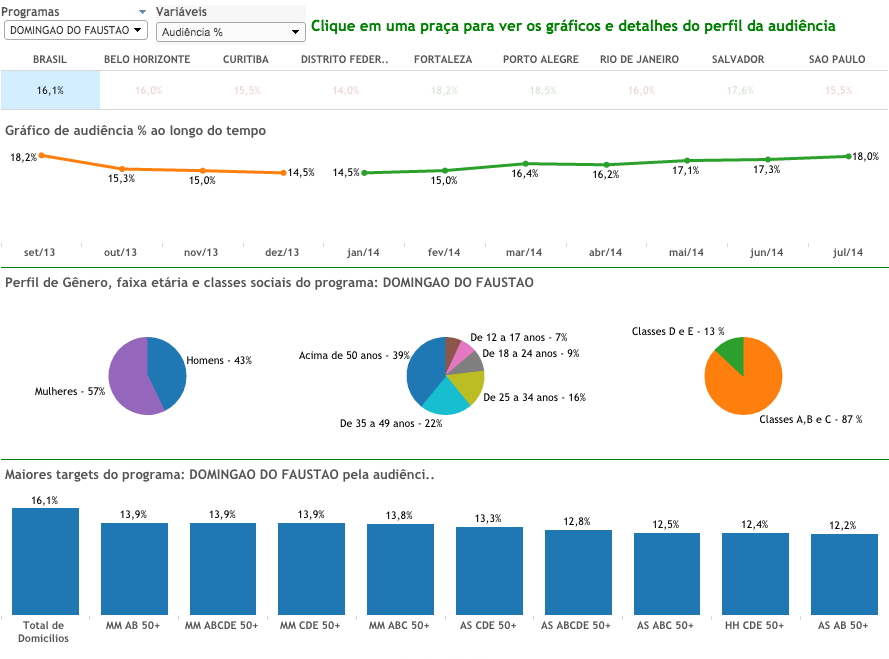 Programas
Variáveis
DOMINGAO DO FAUSTAO
Audiência %
Clique em uma praça para ver os gráficos e detalhes do perfil da audiência
BRASIL BELO HORIZONTE CURITIBA DISTRITO FEDER.. FORTALEZA PORTO ALEGRE RIO DE JANEIRO SALVADOR SAO PAULO
16,1% 16,0% 15,5% 14,0% 18,2% 18,5% 16,0% 17,6% 15,5%
Gráfico de audiência % ao longo do tempo
18,2% 15,3% 15,0% 14,5% 14,5% 15,0% 16,4% 16,2% 17,1% 17,3% 18,0%
set/13 out/13 nov/13 dez/13 jan/14 fev/14 mar/14 abr/14 mai/14 jun/14 jul/14
Perfil de Gênero, faixa etária e classes sociais do programa: DOMINGAO DO FAUSTAO
Homens - 43%
Mulheres - 57%
De 12 a 17 anos - 7%
De 18 a 24 anos - 9%
Acima de 50 anos - 39%
De 25 a 34 anos - 16%
De 35 a 49 anos - 22%
Classes D e E - 13 %
Classes A,B e C - 87 %
Maiores targets do programa: DOMINGAO DO FAUSTAO pela audiênci..
16,1% 13,9% 13,9% 13,9% 13,8% 13,3% 12,8% 12,5% 12,4% 12,2%
Total de Domicílios MM AB 50+ MM ABCDE 50+ MM CDE 50+ MM ABC 50+ AS CDE 50+ AS ABCDE 50+ AS ABC 50+ HH CDE 50+ AS AB 50+